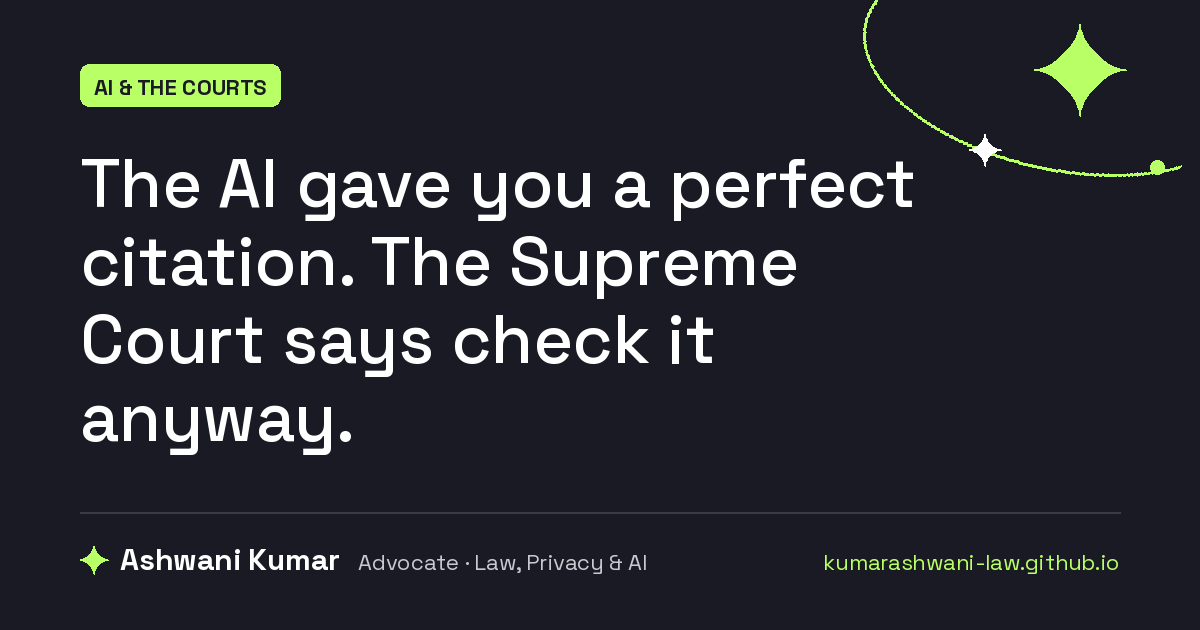 AI & THE COURTS
The AI gave you a perfect
citation. The Supreme
Court says check it
anyway.
Ashwani Kumar Advocate · Law, Privacy & AI kumarashwani-law.github.io